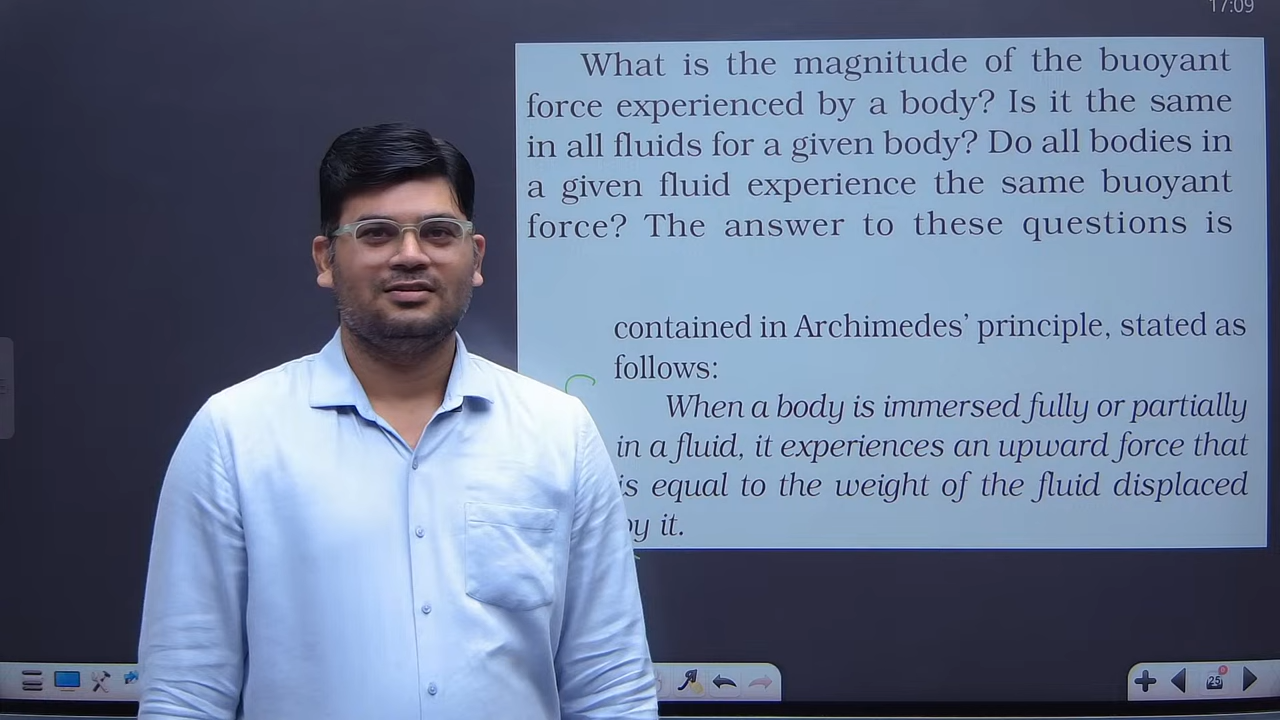 17:09
What is the magnitude of the buoyant
force experienced by a body? Is it the same
in all fluids for a given body? Do all bodies in
a given fluid experience the same buoyant
force? The answer to these questions is
contained in Archimedes’ principle, stated as
follows:
When a body is immersed fully or partially
in a fluid, it experiences an upward force that
is equal to the weight of the fluid displaced
by it.
25